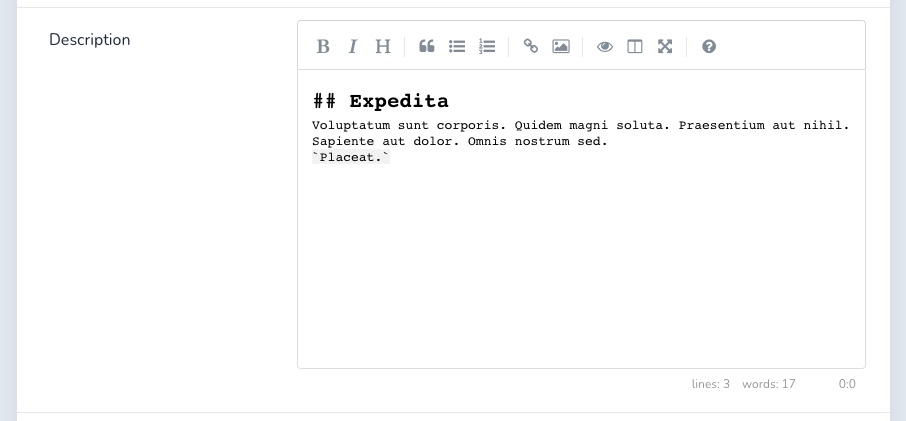 Description
B I H
## Expedita
Voluptatum sunt corporis. Quidem magni soluta. Praesentium aut nihil.
Sapiente aut dolor. Omnis nostrum sed.
`Placeat.`
lines: 3 words: 17 0:0